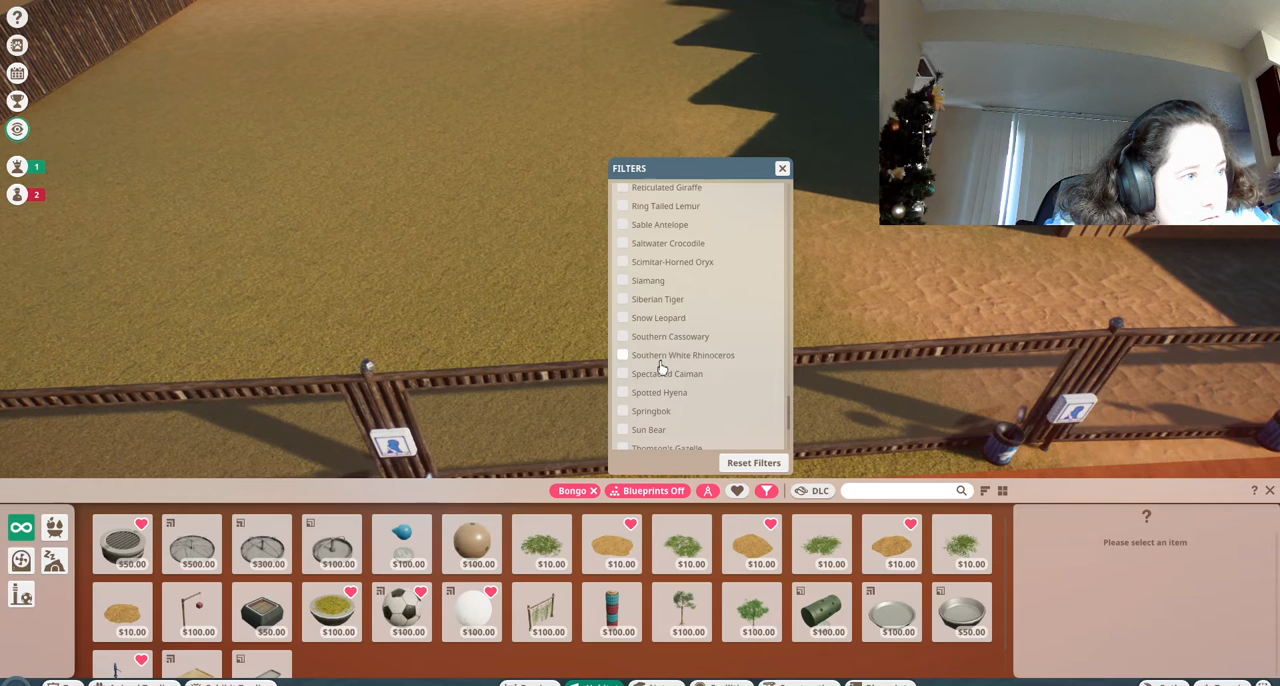 ?
1
2
FILTERS
Reticulated Giraffe
Ring Tailed Lemur
Sable Antelope
Saltwater Crocodile
Scimitar-Horned Oryx
Siamang
Siberian Tiger
Snow Leopard
Southern Cassowary
Southern White Rhinoceros
Caiman
Spotted Hyena
Springbok
Sun Bear
Thomson's Gazelle
Reset Filters
Bongo
Blueprints Off
DLC
?
$50.00 $500.00 $300.00 $100.00 $100.00 $100.00 $10.00 $10.00 $10.00 $10.00 $10.00 $10.00 $10.00
$10.00 $100.00 $50.00 $100.00 $100.00 $100.00 $100.00 $100.00 $100.00 $100.00 $100.00 $100.00 $50.00
?
Please select an item